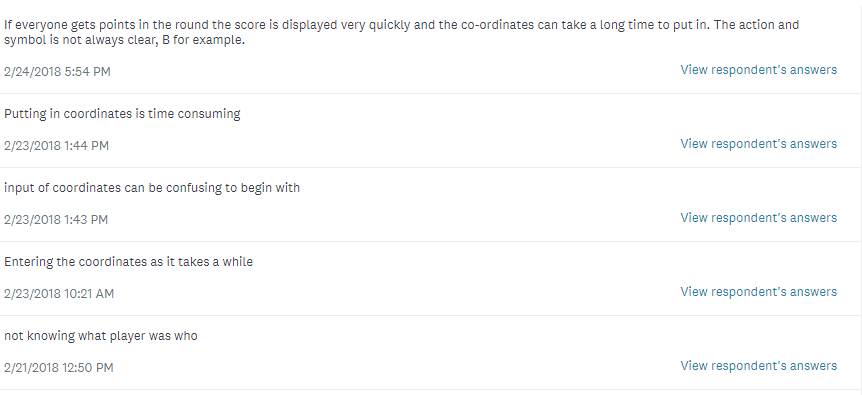 If everyone gets points in the round the score is displayed very quickly and the co-ordinates can take a long time to put in. The action and
symbol is not always clear, B for example.
2/24/2018 5:54 PM View respondent's answers
Putting in coordinates is time consuming
2/23/2018 1:44 PM View respondent's answers
input of coordinates can be confusing to begin with
2/23/2018 1:43 PM View respondent's answers
Entering the coordinates as it takes a while
2/23/2018 10:21 AM View respondent's answers
not knowing what player was who
2/21/2018 12:50 PM View respondent's answers